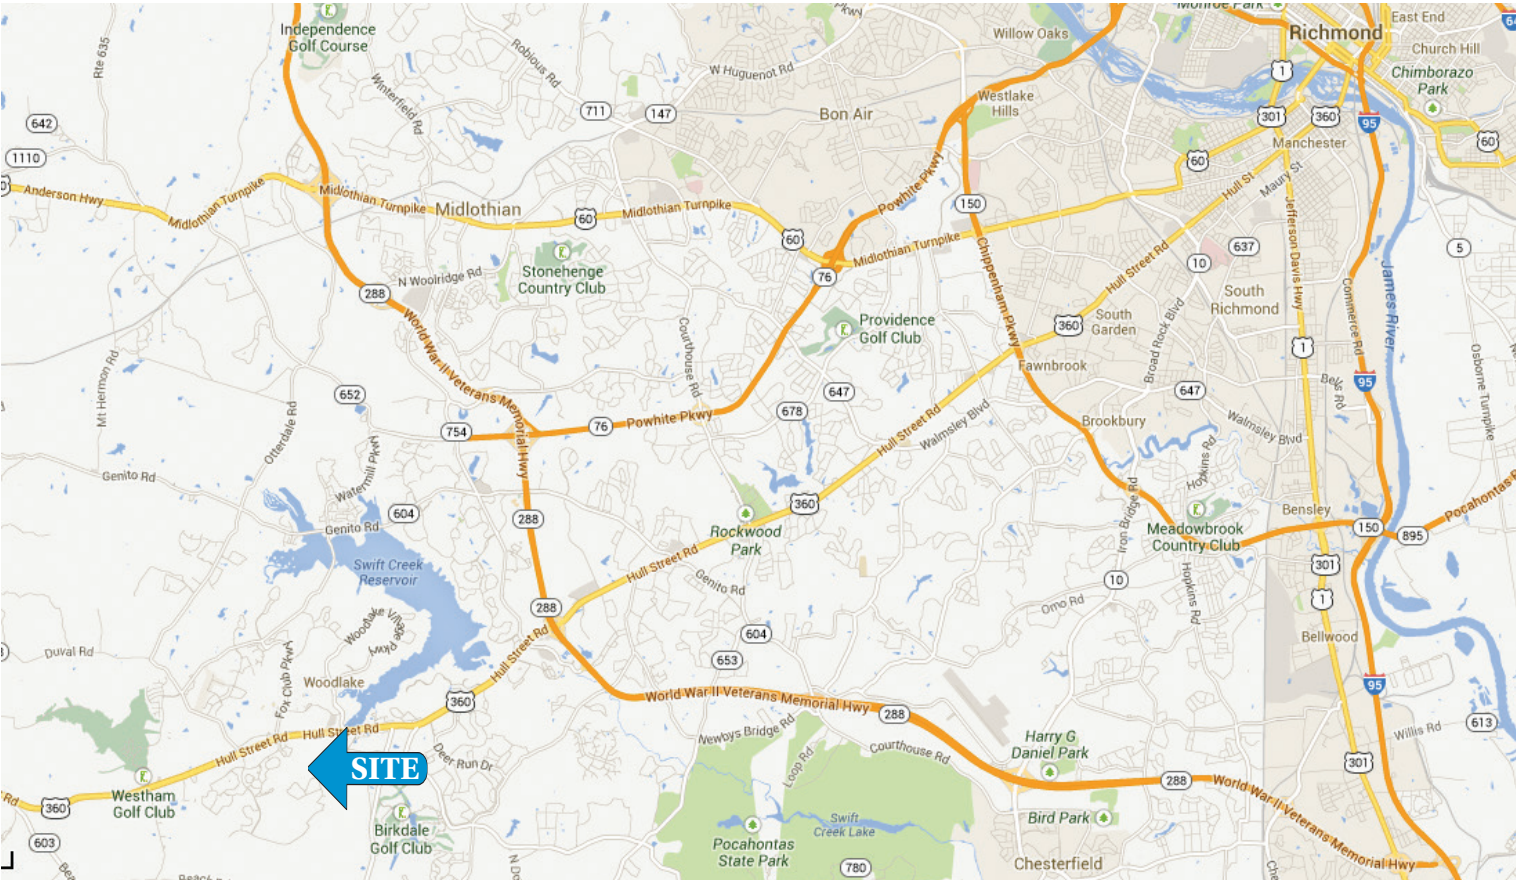 Monroe Park
Richmond
East End
64
Pkwy
Independence
Golf Course
Willow Oaks
Rte 635
Robious Rd
Church Hill
W Huguenot Rd
1
Chimborazo
Park
Winterfield Rd
Westlake
Hills
711
147
Bon Air
301
360
95
642
60
Manchester
1110
60
Powhite Pkwy
Hull St
Maury St
Anderson Hwy
Midlothian Turnpike
Midlothian Turnpike
Midlothian
60
Midlothian Turnpike
150
Jefferson Davis Hwy
60
Midlothian Turnpike
637
5
Chippenham Pkwy
Hull Street Rd
10
N Woolridge Rd
Stonehenge
Country Club
76
James River
288
South
Richmond
Commerce Rd
World War II Veterans Memorial Hwy
Courthouse Rd
Providence
Golf Club
360
South
Garden
Broad Rock Blvd
1
Osborne Turnpike
Mt Hermon Rd
Fawnbrook
95
Bells Rd
652
647
647
Otterdale Rd
678
Hull Street Rd
Walmsley Blvd
Walmsley Blvd
76
Powhite Pkwy
Brookbury
754
Watermill Pkwy
Hopkins Rd
Genito Rd
Iron Bridge Rd
Pocahontas
360
604
288
Bensley
Genito Rd
Rockwood
Park
Meadowbrook
Country Club
150
895
Swift Creek
Reservoir
Hull Street Rd
301
Genito Rd
10
Hopkins Rd
1
Omo Rd
288
Woodlake Village Pkwy
604
Bellwood
Hull Street Rd
Duval Rd
Fox Club Pkwy
653
Woodlake
95
World War II Veterans Memorial Hwy
360
288
613
Newbys Bridge Rd
Willis Rd
Hull Street Rd
Hull Street Rd
Harry G
Daniel Park
Courthouse Rd
Deer Run Dr
Loop Rd
301
SITE
288
World War II Veterans Memorial Hwy
Westham
Golf Club
Rd
360
Birkdale
Golf Club
Swift
Creek Lake
Bird Park
603
Pocahontas
State Park
780
Chesterfield